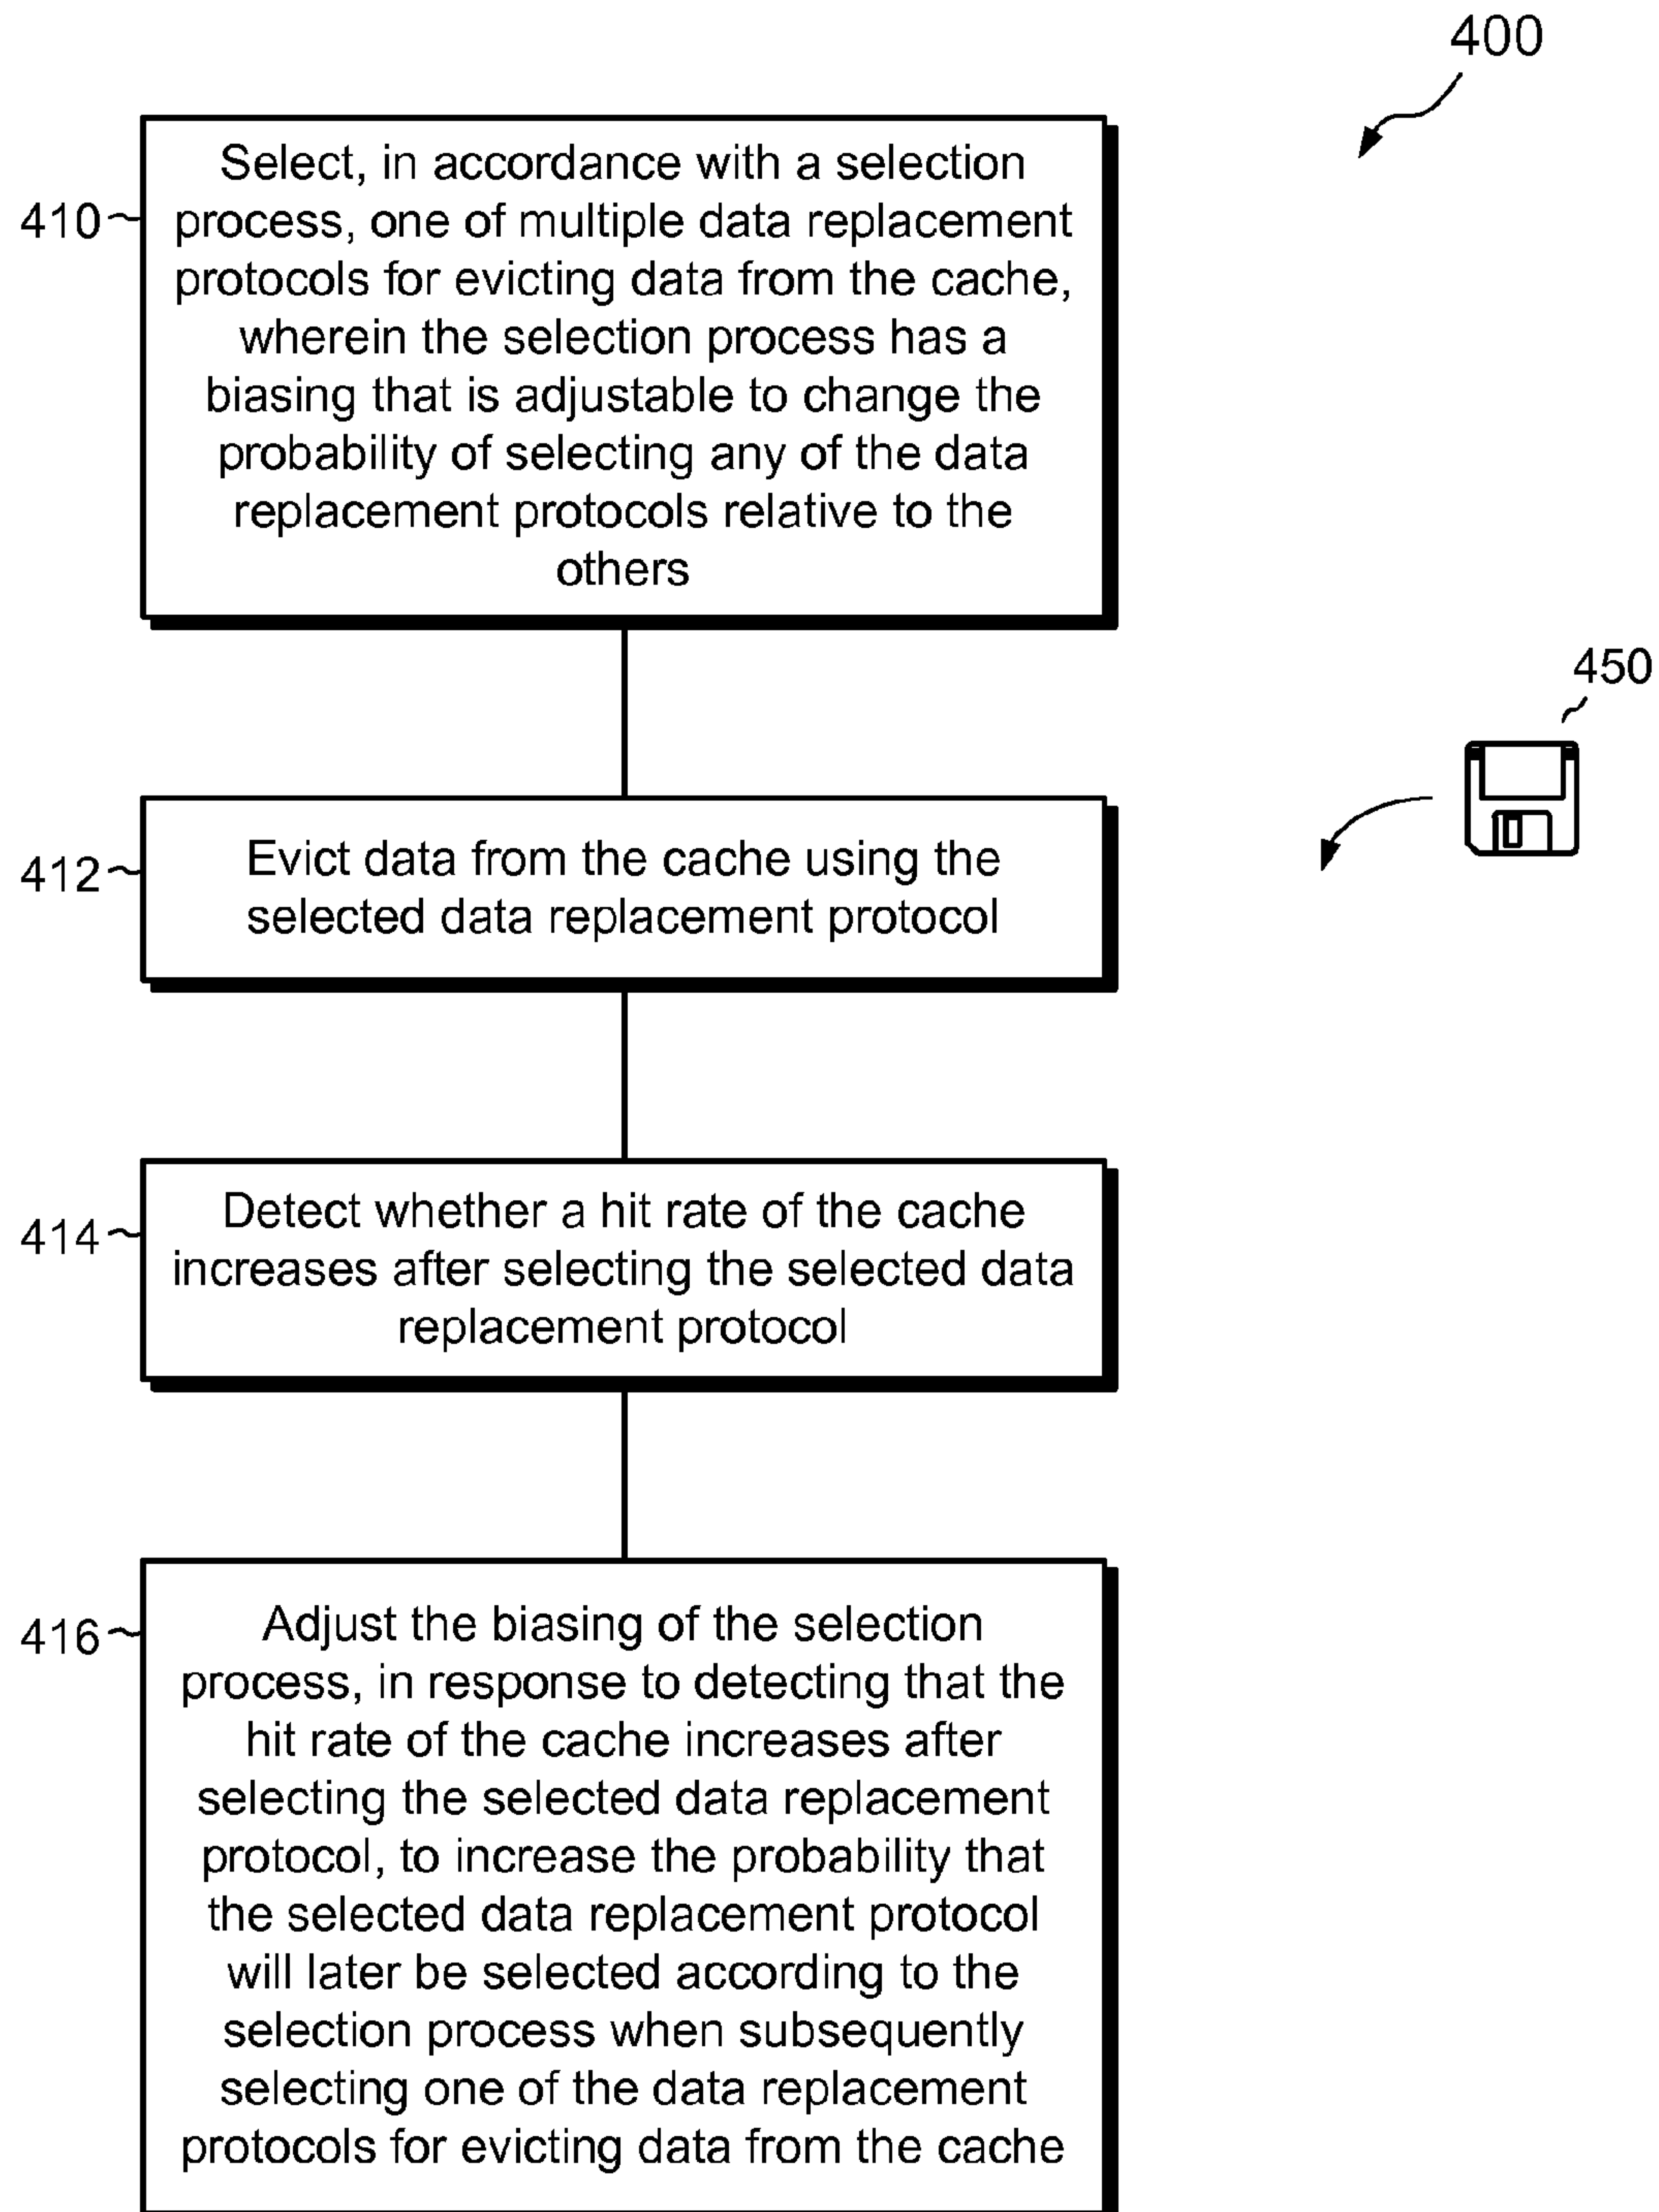 400
410
Select, in accordance with a selection
process, one of multiple data replacement
protocols for evicting data from the cache,
wherein the selection process has a
biasing that is adjustable to change the
probability of selecting any of the data
replacement protocols relative to the
others
450
412
Evict data from the cache using the
selected data replacement protocol
414
Detect whether a hit rate of the cache
increases after selecting the selected data
replacement protocol
416
Adjust the biasing of the selection
process, in response to detecting that the
hit rate of the cache increases after
selecting the selected data replacement
protocol, to increase the probability that
the selected data replacement protocol
will later be selected according to the
selection process when subsequently
selecting one of the data replacement
protocols for evicting data from the cache